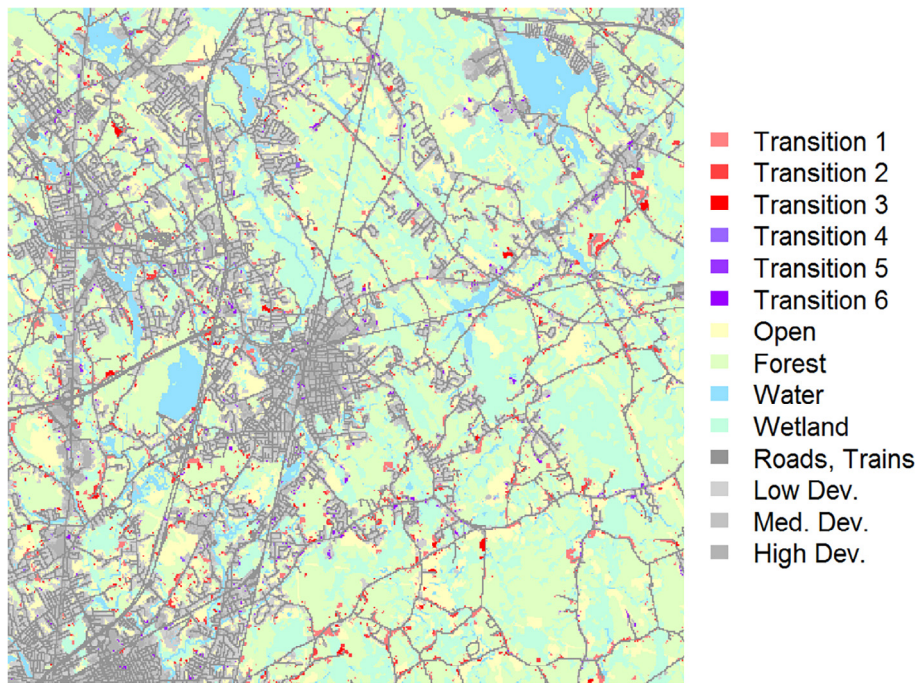 Transition 1
Transition 2
Transition 3
Transition 4
Transition 5
Transition 6
Open
Forest
Water
Wetland
Roads, Trains
Low Dev.
Med. Dev.
High Dev.